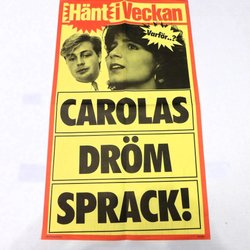 Hänt i Veckan
Varför..?
CAROLAS
DRÖM
SPRACK!